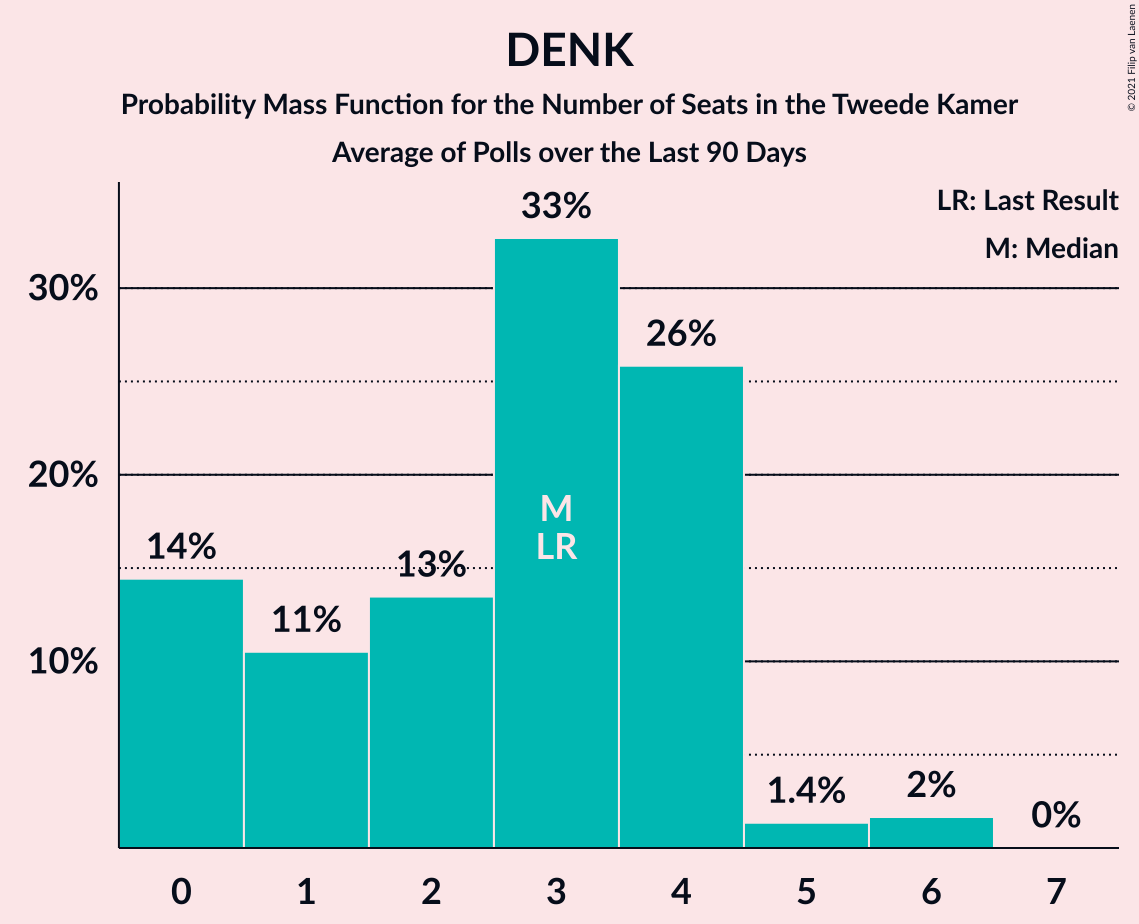 DENK
Probability Mass Function for the Number of Seats in the Tweede Kamer
Average of Polls over the Last 90 Days
© 2021 Filip van Laenen
LR: Last Result
M: Median
30%
20%
10%
14%
11%
13%
33%
26%
1.4%
2%
0%
M
LR
0 1 2 3 4 5 6 7